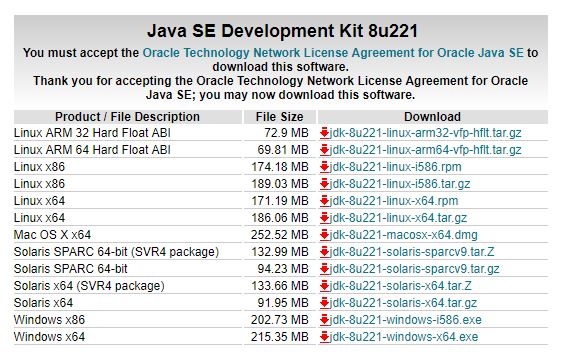 Java SE Development Kit 8u221
You must accept the Oracle Technology Network License Agreement for Oracle Java SE to
download this software.
Thank you for accepting the Oracle Technology Network License Agreement for Oracle
Java SE; you may now download this software.
Product / File Description File Size Download
Linux ARM 32 Hard Float ABI 72.9 MB jdk-8u221-linux-arm32-vfp-hflt.tar.gz
Linux ARM 64 Hard Float ABI 69.81 MB jdk-8u221-linux-arm64-vfp-hflt.tar.gz
Linux x86 174.18 MB jdk-8u221-linux-i586.rpm
Linux x86 189.03 MB jdk-8u221-linux-i586.tar.gz
Linux x64 171.19 MB jdk-8u221-linux-x64.rpm
Linux x64 186.06 MB jdk-8u221-linux-x64.tar.gz
Mac OS X x64 252.52 MB jdk-8u221-macosx-x64.dmg
Solaris SPARC 64-bit (SVR4 package) 132.99 MB jdk-8u221-solaris-sparcv9.tar.Z
Solaris SPARC 64-bit 94.23 MB jdk-8u221-solaris-sparcv9.tar.gz
Solaris x64 (SVR4 package) 133.66 MB jdk-8u221-solaris-x64.tar.Z
Solaris x64 91.95 MB jdk-8u221-solaris-x64.tar.gz
Windows x86 202.73 MB jdk-8u221-windows-i586.exe
Windows x64 215.35 MB jdk-8u221-windows-x64.exe